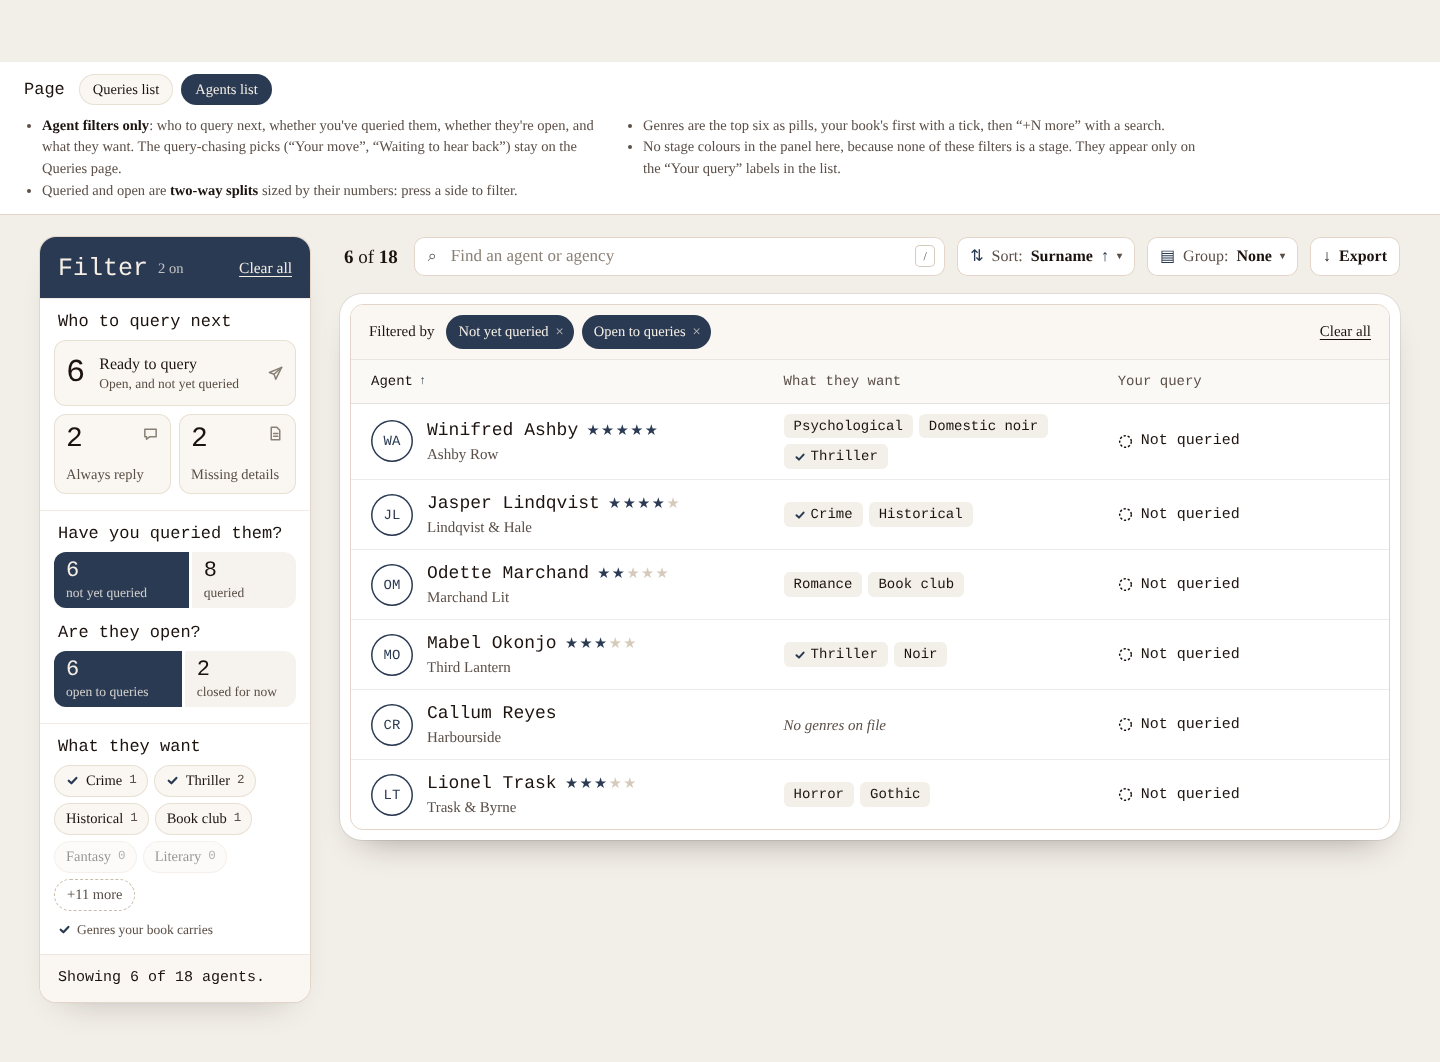 Page
Queries list
Agents list
• Agent filters only: who to query next, whether you've queried them, whether they're open, and
what they want. The query-chasing picks (“Your move”, “Waiting to hear back”) stay on the
Queries page.
• Queried and open are two-way splits sized by their numbers: press a side to filter.
• Genres are the top six as pills, your book's first with a tick, then “+N more” with a search.
• No stage colours in the panel here, because none of these filters is a stage. They appear only on
the “Your query” labels in the list.
Filter 2 on Clear all
Who to query next
6 Ready to query
Open, and not yet queried
2
Always reply
2
Missing details
Have you queried them?
6
not yet queried
8
queried
Are they open?
6
open to queries
2
closed for now
What they want
✓ Crime 1 ✓ Thriller 2
Historical 1 Book club 1
Fantasy 0 Literary 0
+11 more
✓ Genres your book carries
Showing 6 of 18 agents.
6 of 18
Find an agent or agency /
Sort: Surname ↑ ▾
Group: None ▾
↓ Export
Filtered by Not yet queried × Open to queries × Clear all
Agent ↑ What they want Your query
WA Winifred Ashby ★★★★★
Ashby Row
Psychological Domestic noir
✓ Thriller
Not queried
JL Jasper Lindqvist ★★★★★
Lindqvist & Hale
✓ Crime Historical
Not queried
OM Odette Marchand ★★★★★
Marchand Lit
Romance Book club
Not queried
MO Mabel Okonjo ★★★★★
Third Lantern
✓ Thriller Noir
Not queried
CR Callum Reyes
Harbourside
No genres on file
Not queried
LT Lionel Trask ★★★★★
Trask & Byrne
Horror Gothic
Not queried